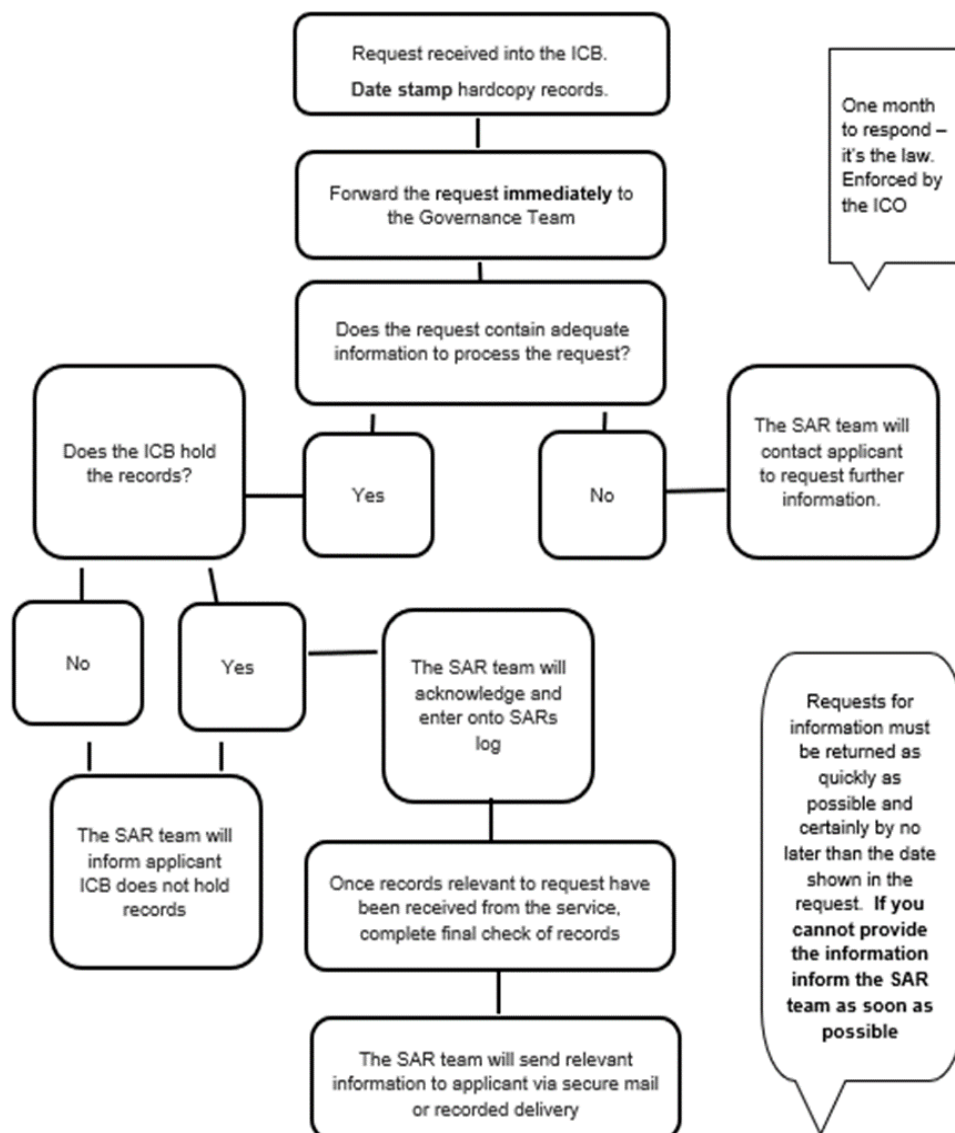 Request received into the ICB.
Date stamp hardcopy records.
One month
to respond –
it's the law.
Enforced by
the ICO
Forward the request immediately to
the Governance Team
Does the request contain adequate
information to process the request?
Does the ICB hold
the records?
Yes
No
The SAR team will
contact applicant
to request further
information.
No
Yes
The SAR team will
acknowledge and
enter onto SARs
log
Requests for
information must
be returned as
quickly as
possible and
certainly by no
later than the date
shown in the
request. If you
cannot provide
the information
inform the SAR
team as soon as
possible
The SAR team will
inform applicant
ICB does not hold
records
Once records relevant to request have
been received from the service,
complete final check of records
The SAR team will send relevant
information to applicant via secure mail
or recorded delivery